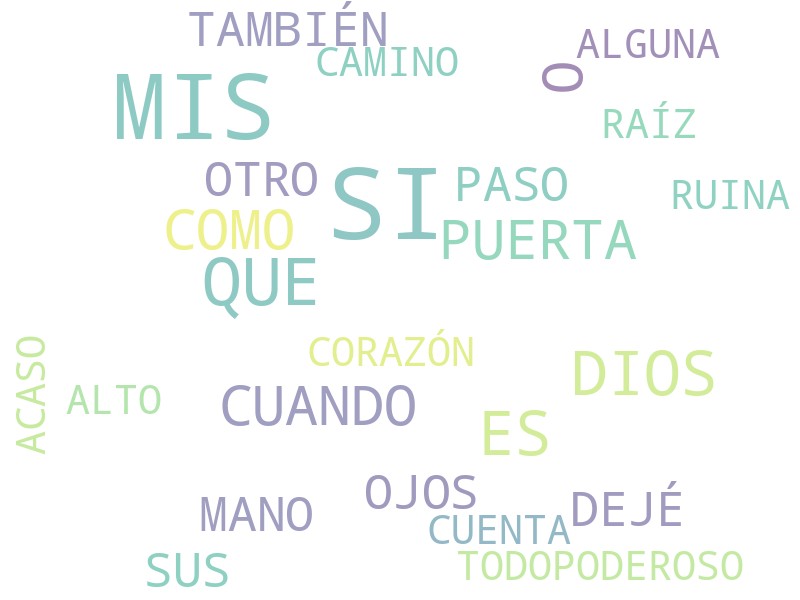 TAMBIÉN
ALGUNA
CAMINO
O
MIS
RAÍZ
OTRO
SI
PASO
RUINA
COMO
PUERTA
QUE
CORAZÓN
ACASO
DIOS
ALTO
CUANDO
ES
OJOS
MANO
DEJÉ
CUENTA
SUS
TODOPODEROSO